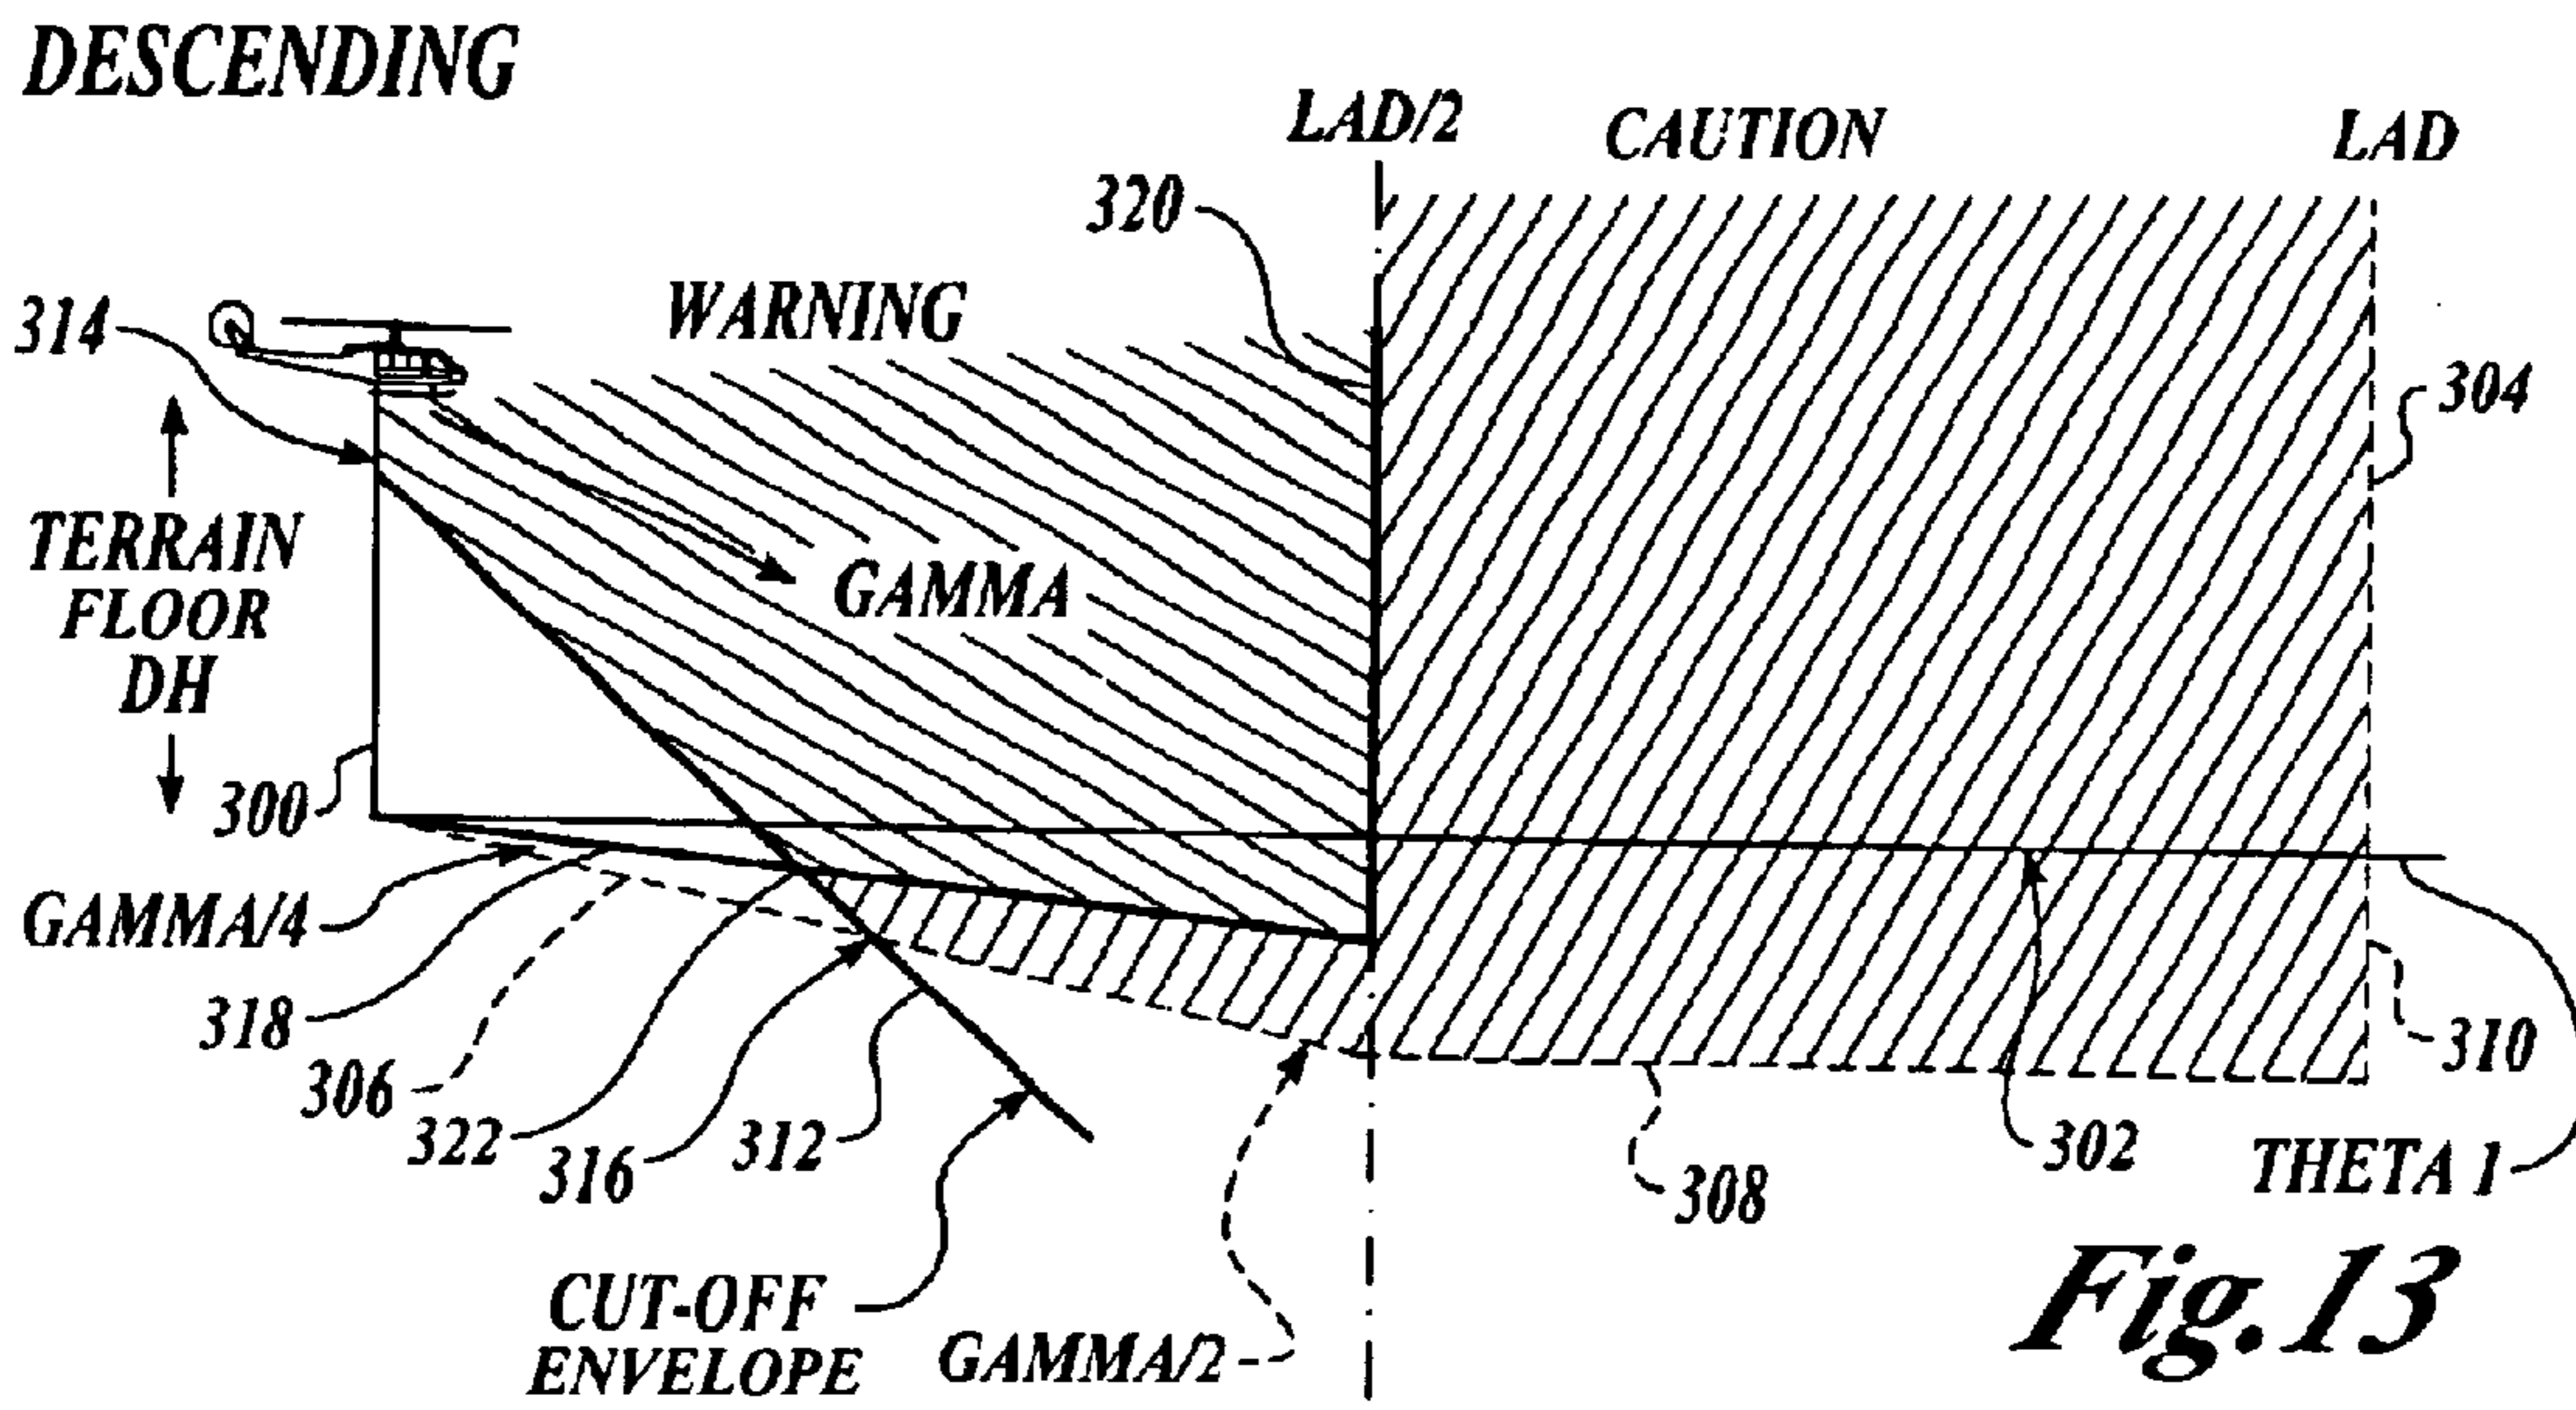 DESCENDING
LAD/2
CAUTION
LAD
320
WARNING
314
304
GAMMA
TERRAIN
FLOOR
DH
300
GAMMA/4
318
306
322
316
312
310
302
308
THETA 1
CUT-OFF
ENVELOPE
GAMMA/2
Fig.13